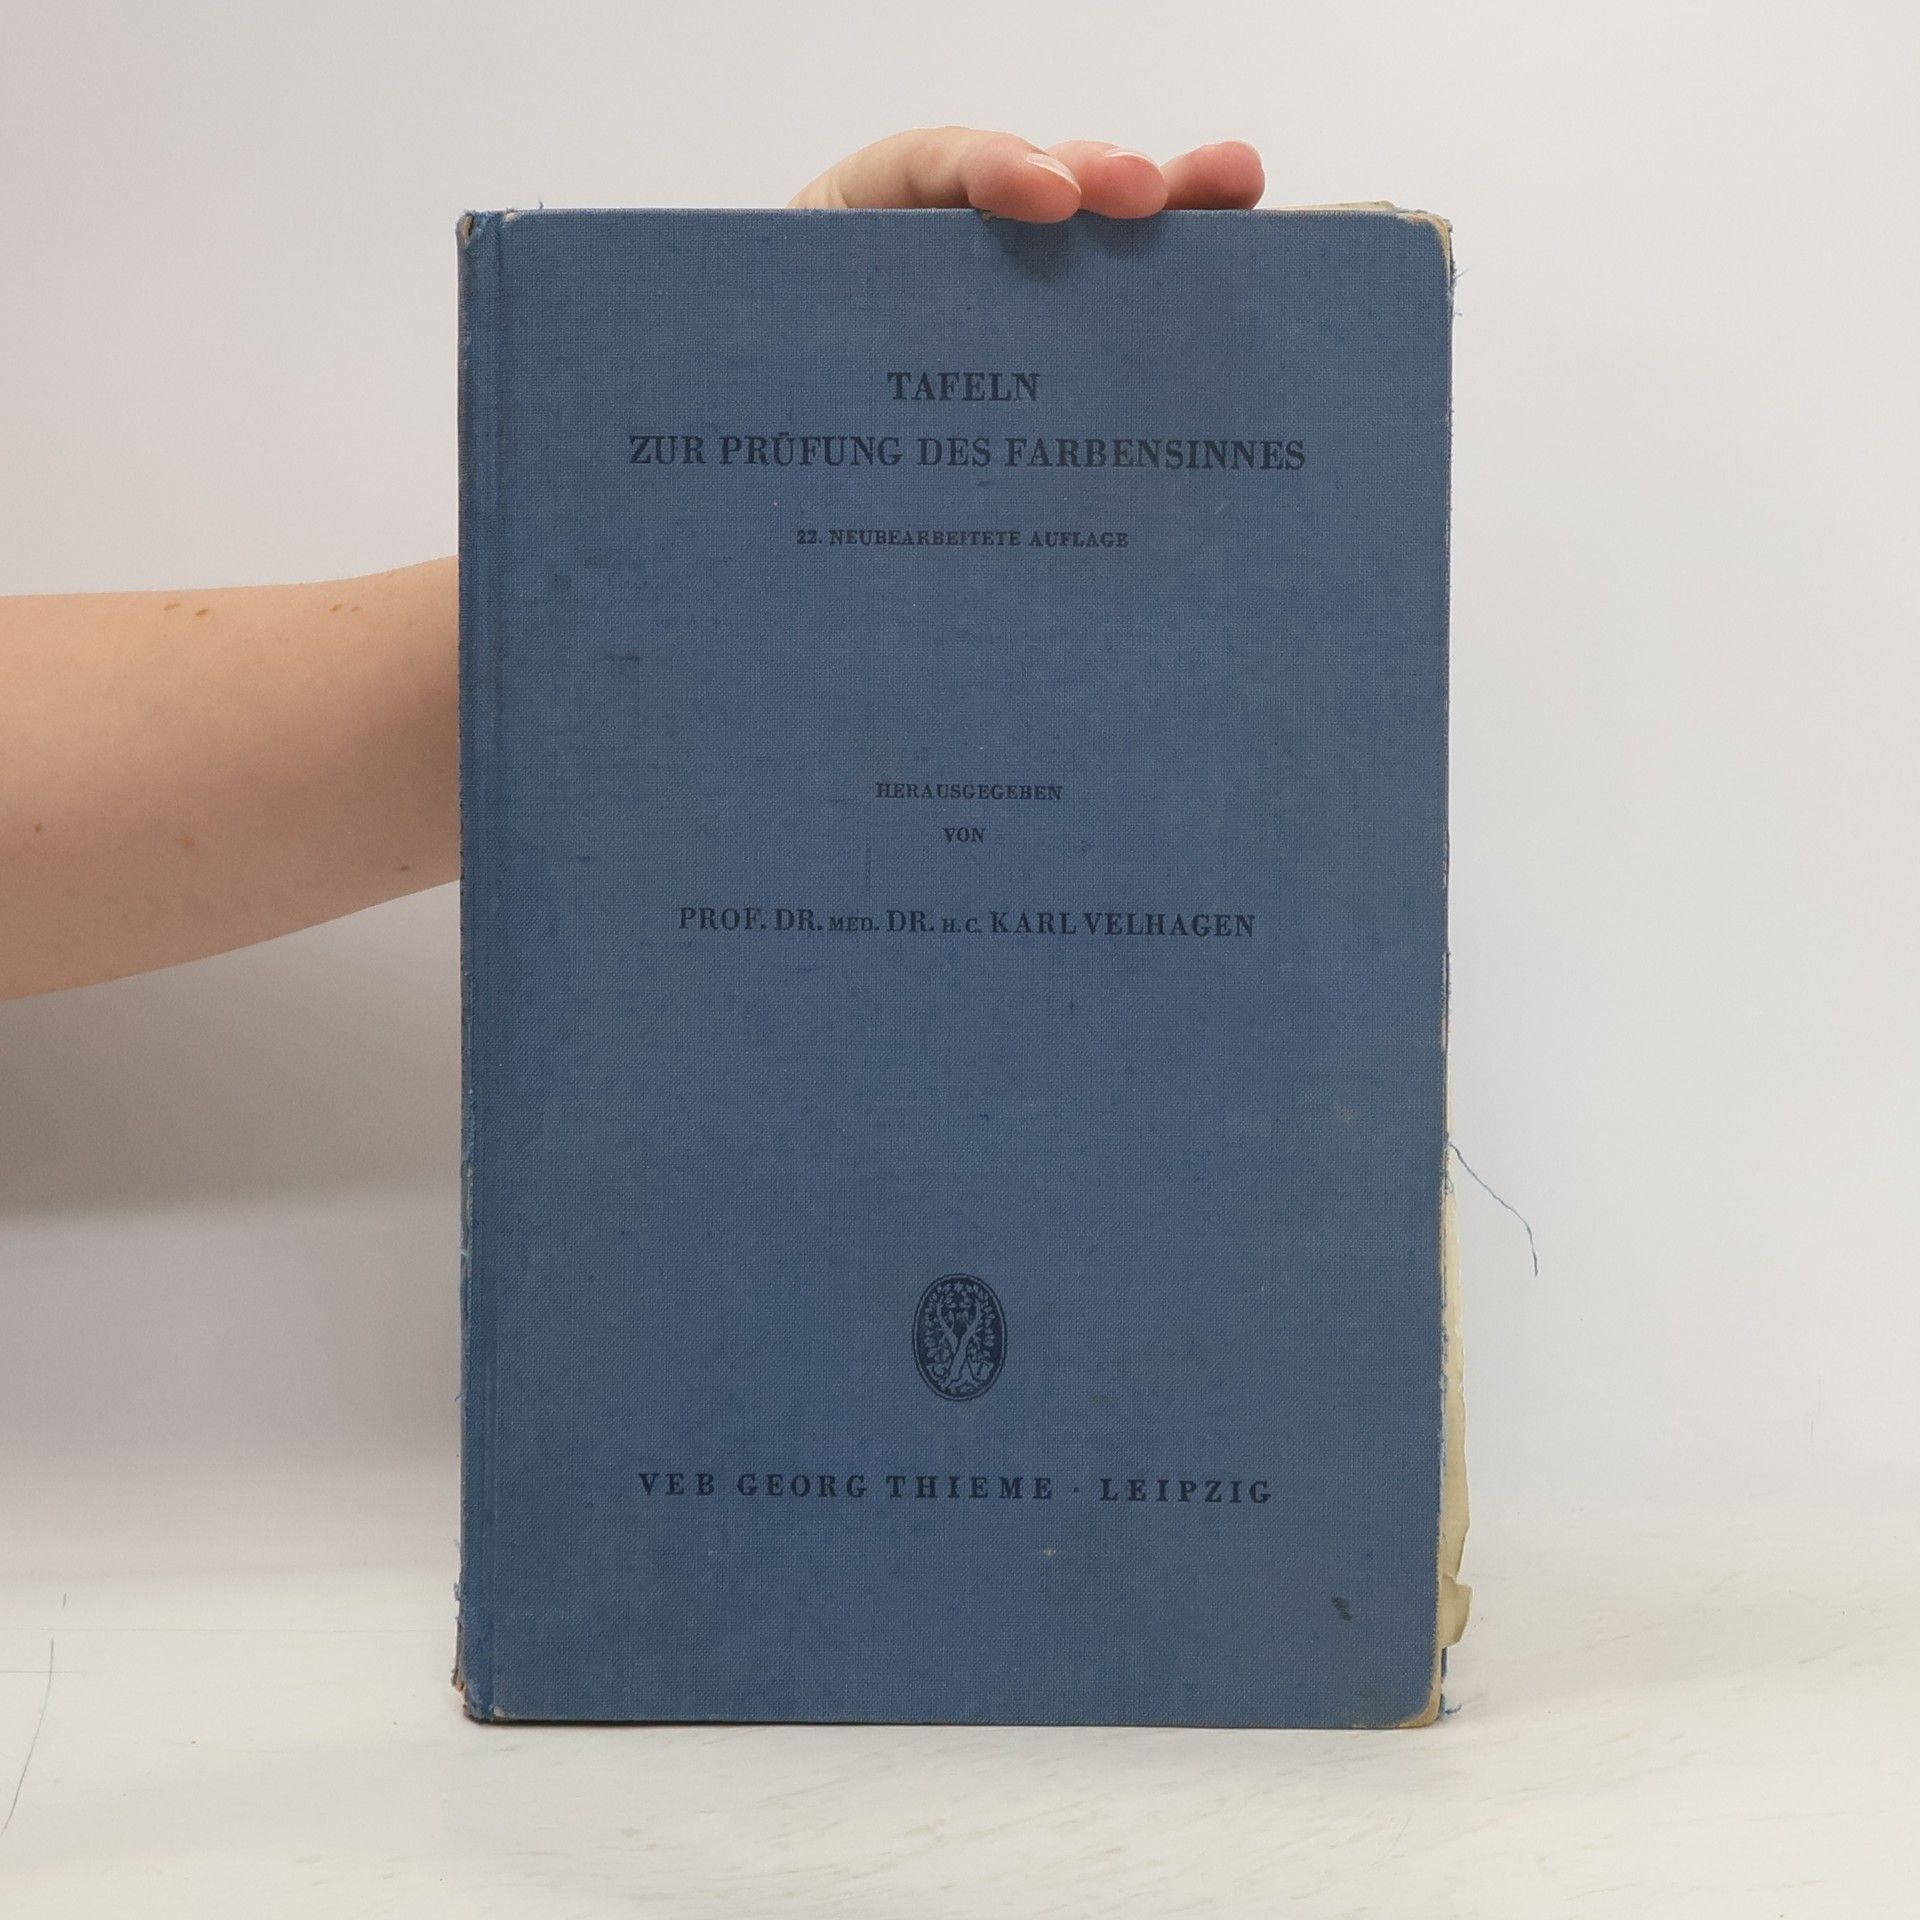 TAFELN
ZUR PRÜFUNG DES FARBENSINNES
22. NEUBEARBEITETE AUFLAGE
HERAUSGEGEBEN
VON
PROF. DR. MED. DR. H. C. KARL VELHAGEN
VEB GEORG THIEME · LEIPZIG